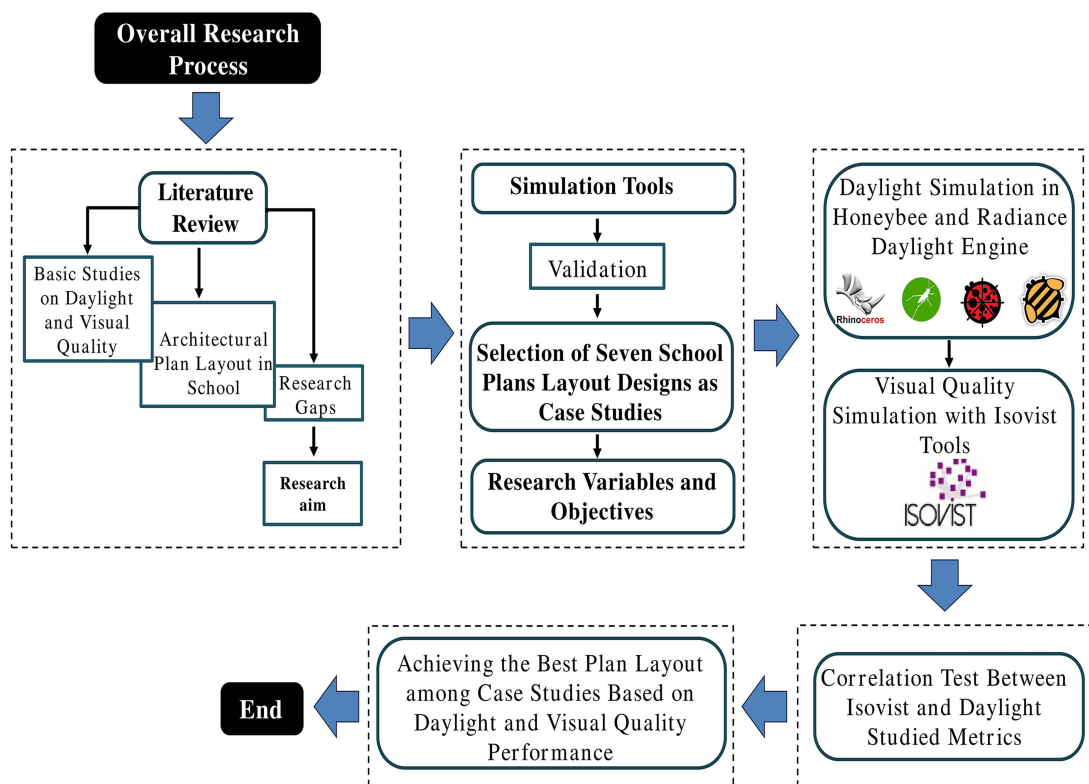 Overall Research
Process
Literature
Review
Basic Studies
on Daylight
and Visual
Quality
Architectural
Plan Layout in
School
Research
Gaps
Research
aim
Simulation Tools
Validation
Selection of Seven School
Plans Layout Designs as
Case Studies
Research Variables and
Objectives
Daylight Simulation in
Honeybee and Radiance
Daylight Engine
Rhinoceros
Visual Quality
Simulation with Isovist
Tools
ISOVIST
Correlation Test Between
Isovist and Daylight
Studied Metrics
Achieving the Best Plan Layout
among Case Studies Based on
Daylight and Visual Quality
Performance
End